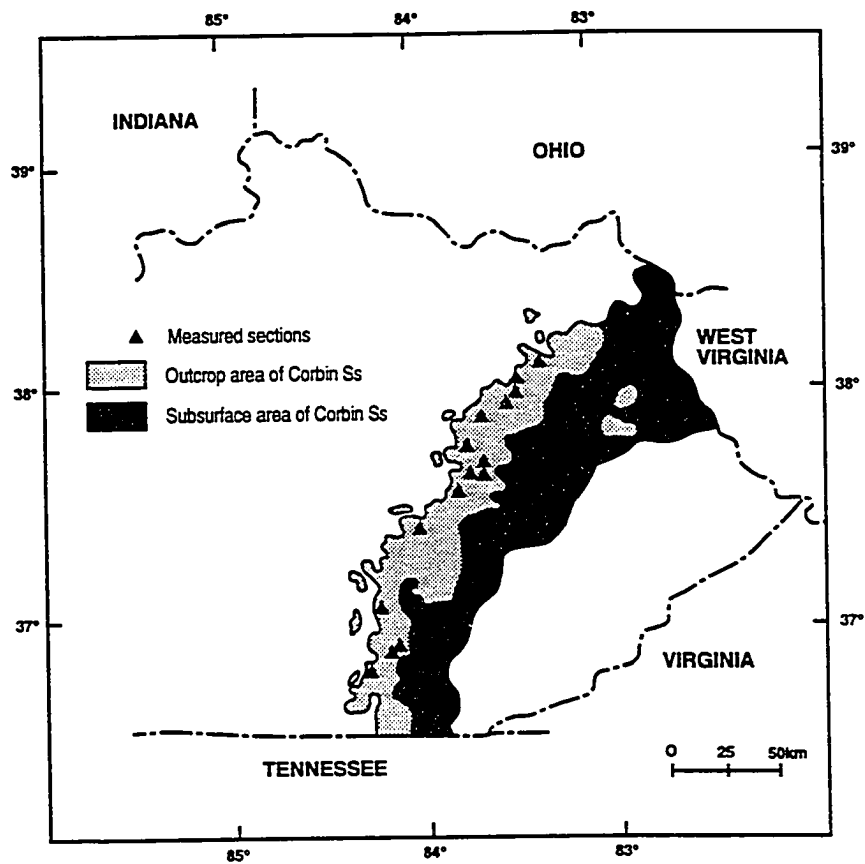 85°
84°
83°
INDIANA
OHIO
39°
39°
Measured sections
Outcrop area of Corbin Ss
Subsurface area of Corbin Ss
WEST
VIRGINIA
38°
38°
37°
37°
VIRGINIA
TENNESSEE
0 25 50km
85°
84°
83°